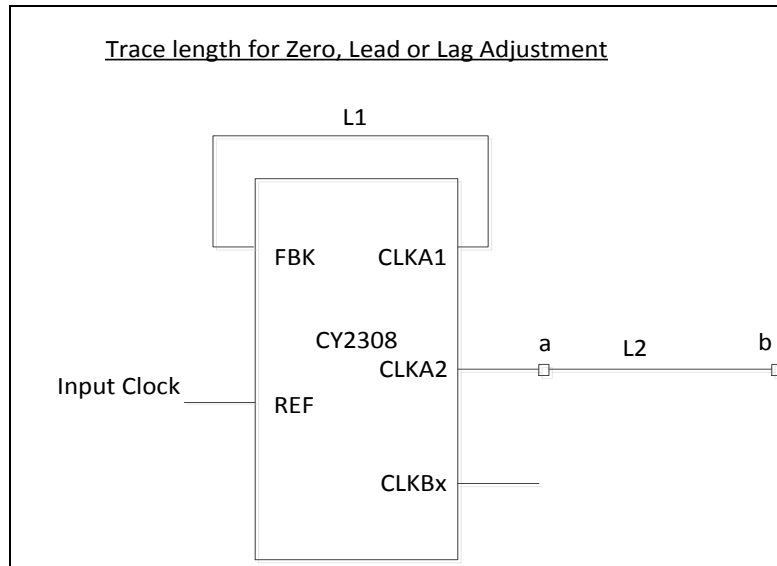 Trace length for Zero, Lead or Lag Adjustment
L1
FBK
CLKA1
CY2308
CLKA2
a
L2
b
Input Clock
REF
CLKBx